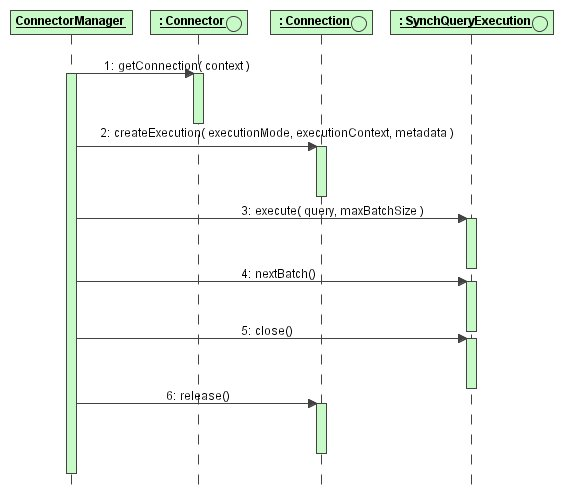 ConnectorManager
: Connector
: Connection
: SynchQueryExecution
1: getConnection( context )
2: createExecution( executionMode, executionContext, metadata )
3: execute( query, maxBatchSize )
4: nextBatch()
5: close()
6: release()